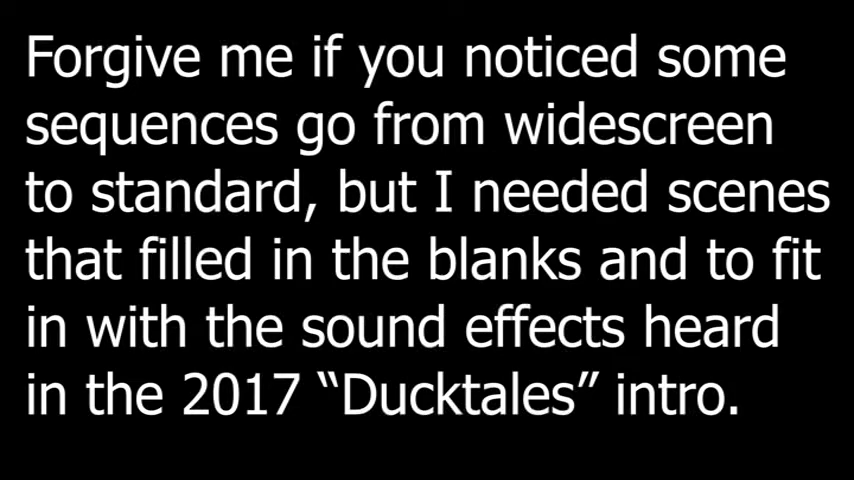 Forgive me if you noticed some
sequences go from widescreen
to standard, but I needed scenes
that filled in the blanks and to fit
in with the sound effects heard
in the 2017 “Ducktales” intro.